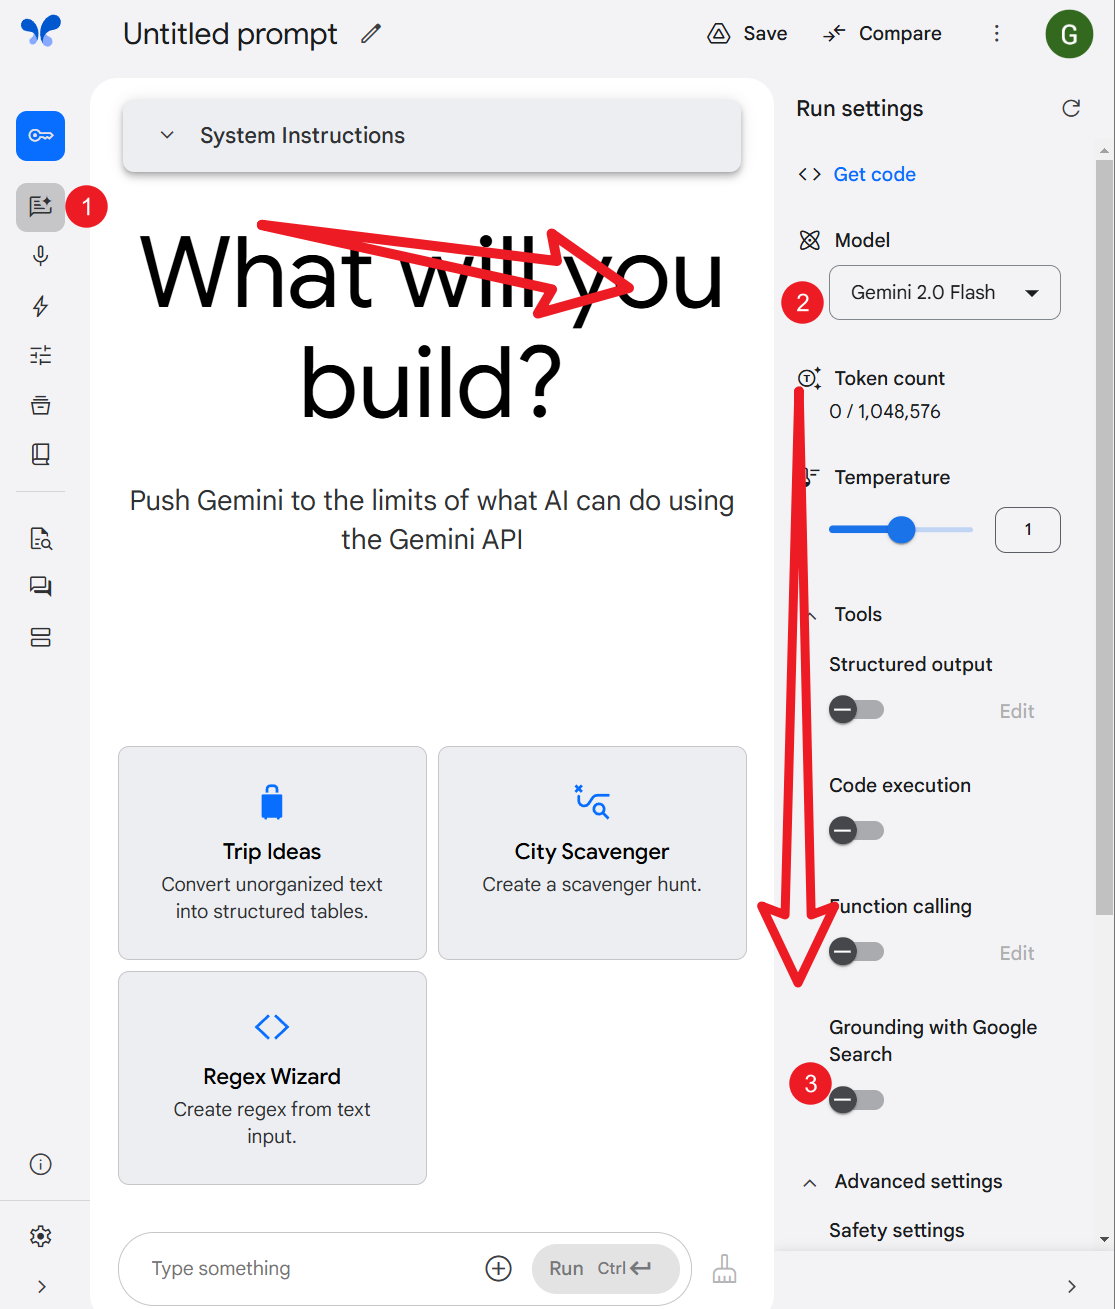 Untitled prompt
Save
Compare
G
System Instructions
1
What will you
build?
Push Gemini to the limits of what AI can do using
the Gemini API
Trip Ideas
Convert unorganized text
into structured tables.
City Scavenger
Create a scavenger hunt.
Regex Wizard
Create regex from text
input.
Type something
Run Ctrl
Run settings
Get code
Model
2
Gemini 2.0 Flash
Token count
0 / 1,048,576
Temperature
1
Tools
Structured output
Edit
Code execution
Function calling
Edit
Grounding with Google
Search
3
Advanced settings
Safety settings